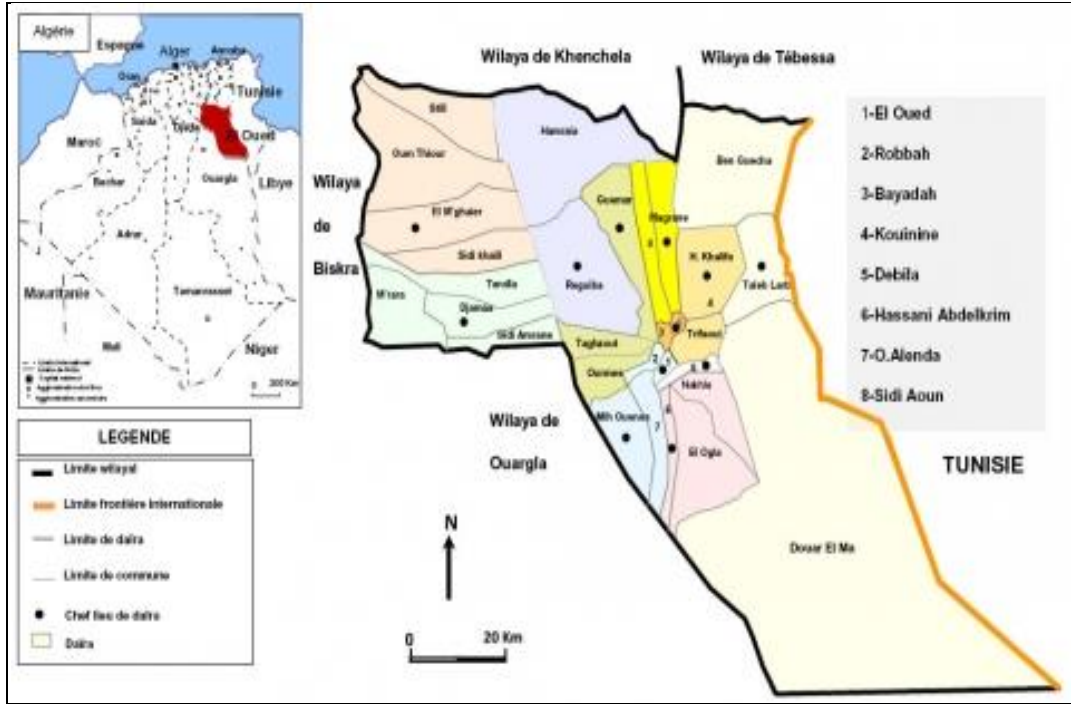 Algérie
Espagne
Alger
Annaba
Oran
Tunisie
Saida
Djelfa
El Oued
Maroc
Ouargla
Libye
Bechar
Adrar
Mauritanie
Tamanrasset
Mali
Niger
200 Km
LEGENDE
Limite wilayal
Limite frontière internationale
Limite de daïra
Limite de commune
Chef lieu de daïra
Daïra
Wilaya de Khenchela
Wilaya de Tébessa
Wilaya
de
Biskra
Still
Oum Thiour
El M'ghaier
Sidi khalil
M'rara
Tendla
Djamâa
Sidi Amrane
Hamraia
Reguiba
Guemar
Magrane
Ben Guecha
H. Khalifa
Taleb Larbi
Trifaoui
Taghzout
Ourmes
Nakhla
Mih Ouansa
El Ogla
Douar El Ma
Wilaya de
Ouargla
N
0 20 Km
1-El Oued
2-Robbah
3-Bayadah
4-Kouinine
5-Debila
6-Hassani Abdelkrim
7-O.Alenda
8-Sidi Aoun
TUNISIE